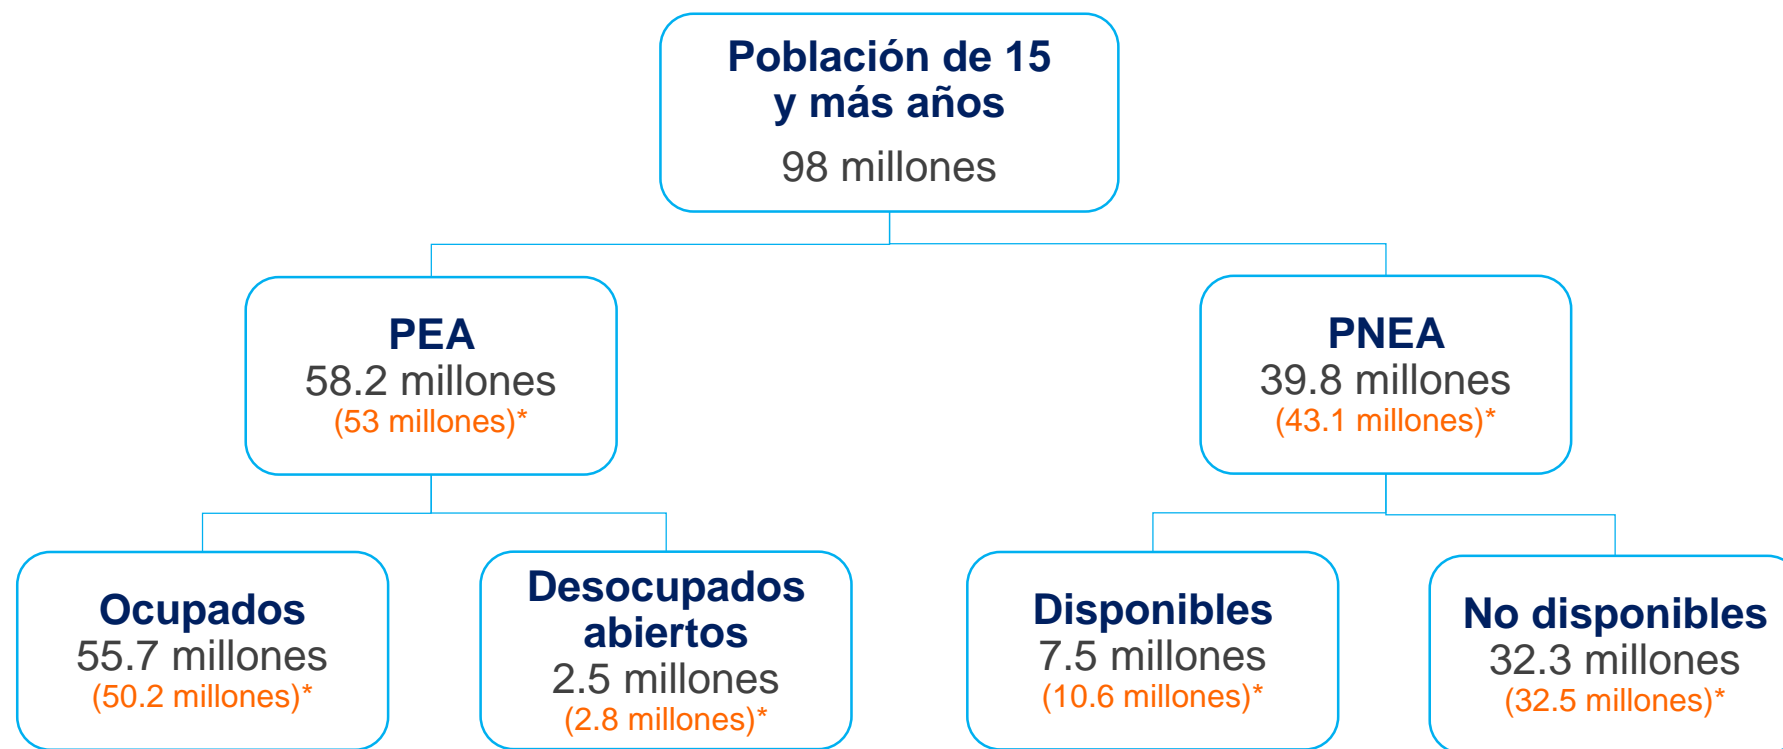 Población de 15
y más años
98 millones
PEA
58.2 millones
(53 millones)*
PNEA
39.8 millones
(43.1 millones)*
Ocupados
55.7 millones
(50.2 millones)*
Desocupados
abiertos
2.5 millones
(2.8 millones)*
Disponibles
7.5 millones
(10.6 millones)*
No disponibles
32.3 millones
(32.5 millones)*